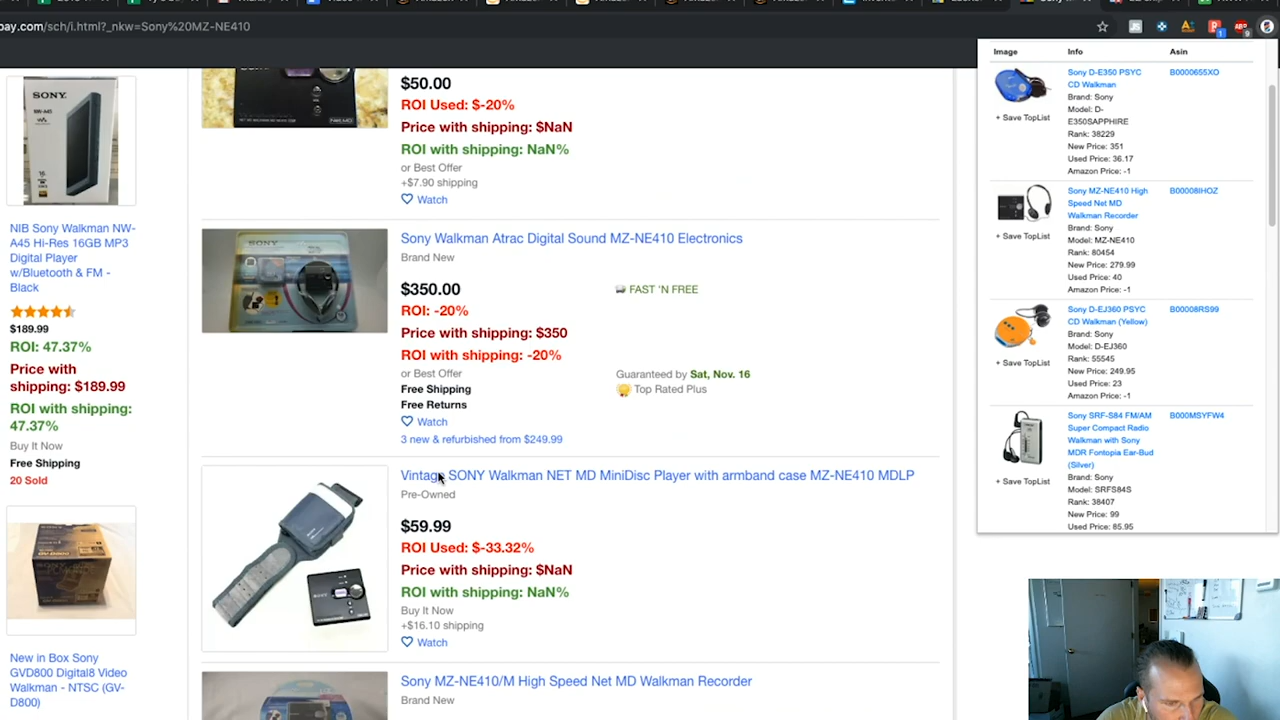 pay.com/sch/i.html?_nkw=Sony%20MZ-NE410
SONY
NIB Sony Walkman NW-
A45 Hi-Res 16GB MP3
Digital Player
w/Bluetooth & FM -
Black
$189.99
ROI: 47.37%
Price with
shipping: $189.99
ROI with shipping:
47.37%
Buy It Now
Free Shipping
20 Sold
New in Box Sony
GVD800 Digital8 Video
Walkman - NTSC (GV-
D800)
$50.00
ROI Used: $-20%
Price with shipping: $NaN
ROI with shipping: NaN%
or Best Offer
+$7.90 shipping
Watch
Sony Walkman Atrac Digital Sound MZ-NE410 Electronics
Brand New
$350.00
FAST 'N FREE
ROI: -20%
Price with shipping: $350
ROI with shipping: -20%
or Best Offer
Guaranteed by Sat, Nov. 16
Free Shipping
Top Rated Plus
Free Returns
Watch
3 new & refurbished from $249.99
Vintage SONY Walkman NET MD MiniDisc Player with armband case MZ-NE410 MDLP
Pre-Owned
$59.99
ROI Used: $-33.32%
Price with shipping: $NaN
ROI with shipping: NaN%
Buy It Now
+$16.10 shipping
Watch
Sony MZ-NE410/M High Speed Net MD Walkman Recorder
Brand New
Image Info Asin
Sony D-E350 PSYC B0000655XO
CD Walkman
Brand: Sony
Model: D-
E350SAPPHIRE
+ Save TopList
Rank: 38229
New Price: 351
Used Price: 36.17
Amazon Price: -1
Sony MZ-NE410 High B00008IHOZ
Speed Net MD
Walkman Recorder
Brand: Sony
+ Save TopList
Model: MZ-NE410
Rank: 80454
New Price: 279.99
Used Price: 40
Amazon Price: -1
Sony D-EJ360 PSYC B00008RS99
CD Walkman (Yellow)
Brand: Sony
Model: D-EJ360
+ Save TopList
Rank: 55545
New Price: 249.95
Used Price: 23
Amazon Price: -1
Sony SRF-S84 FM/AM B000MSYFW4
Super Compact Radio
Walkman with Sony
MDR Fontopia Ear-Bud
(Silver)
Brand: Sony
+ Save TopList
Model: SRFS84S
Rank: 38407
New Price: 99
Used Price: 85.95